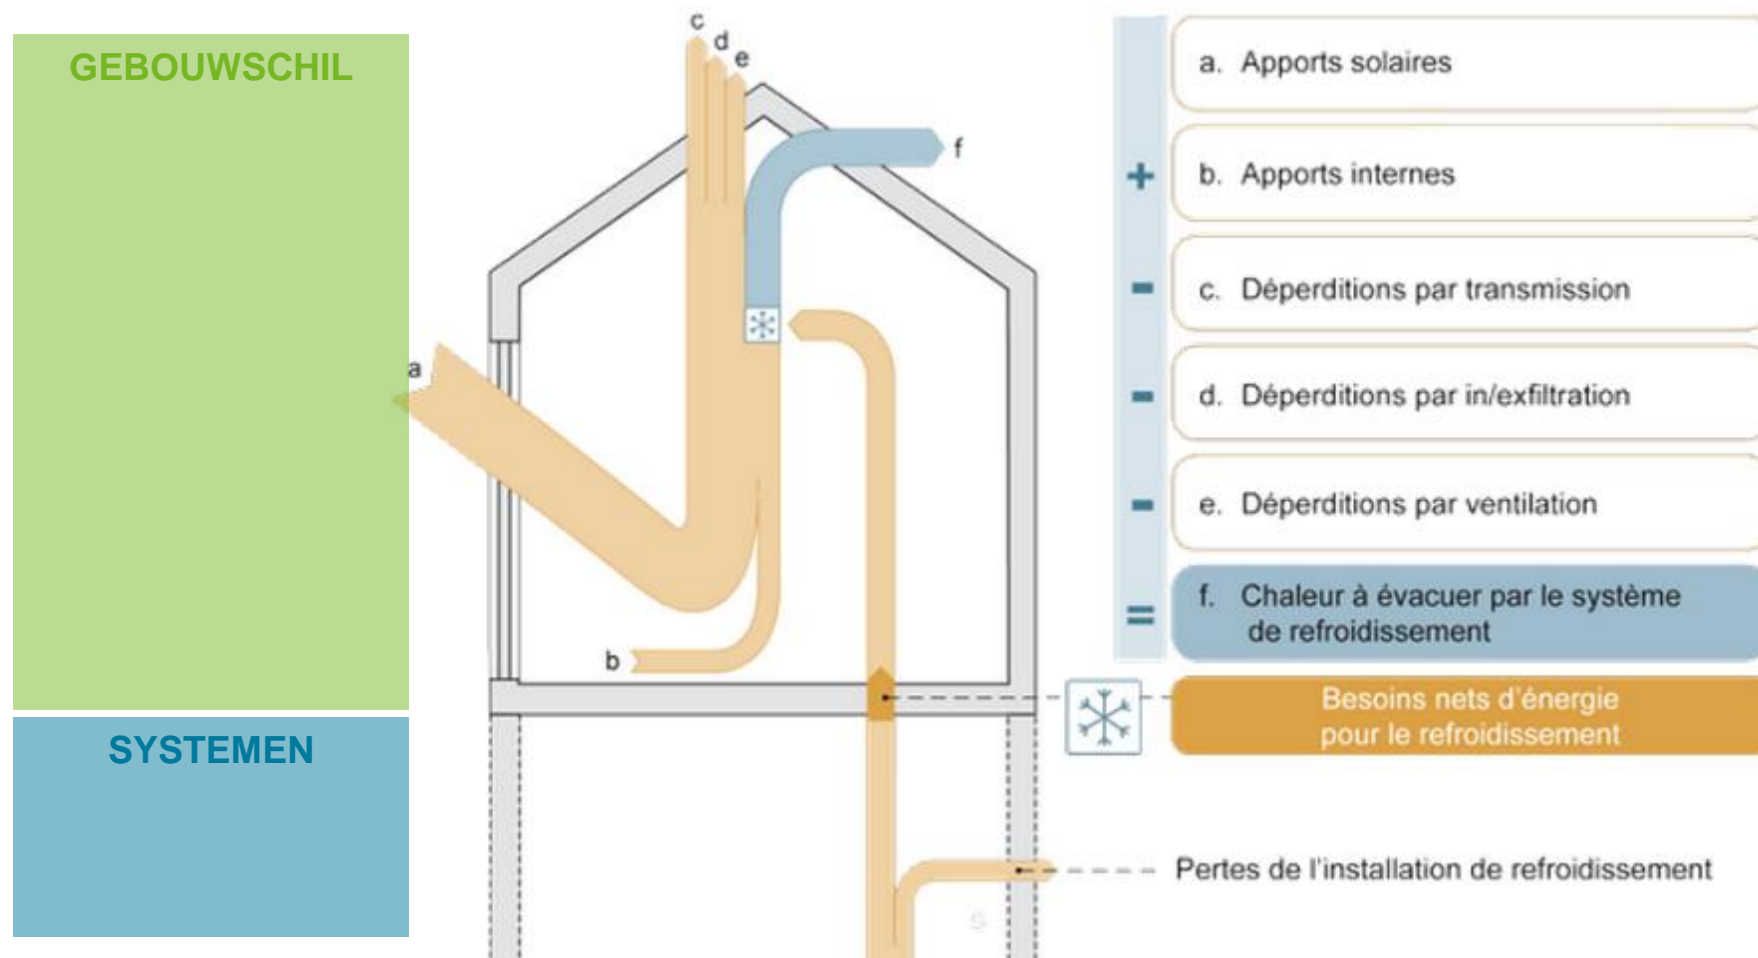 GEBOUWSCHIL
SYSTEMEN
c
d
e
f
a
b
a. Apports solaires
+ b. Apports internes
- c. Déperditions par transmission
- d. Déperditions par in/exfiltration
- e. Déperditions par ventilation
= f. Chaleur à évacuer par le système
de refroidissement
Besoins nets d'énergie
pour le refroidissement
Pertes de l'installation de refroidissement